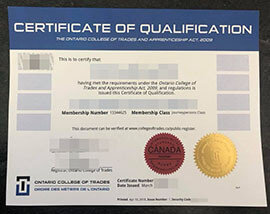 CERTIFICATE OF QUALIFICATION
THE ONTARIO COLLEGE OF TRADES AND APPRENTICESHIP ACT, 2009
This is to certify that
having met the requirements under the Ontario College of
Trades and Apprenticeship Act, 2009, and regulations is
issued this Certificate of Qualification.
Membership Number Membership Class Journeyperson Class
This document can be verified at www.collegeoftrades.ca/public-register
CANADA
Registrar, Ontario College of Trades
Certificate Number
Date Issued March
ONTARIO COLLEGE OF TRADES
ORDRE DES MÉTIERS DE L'ONTARIO